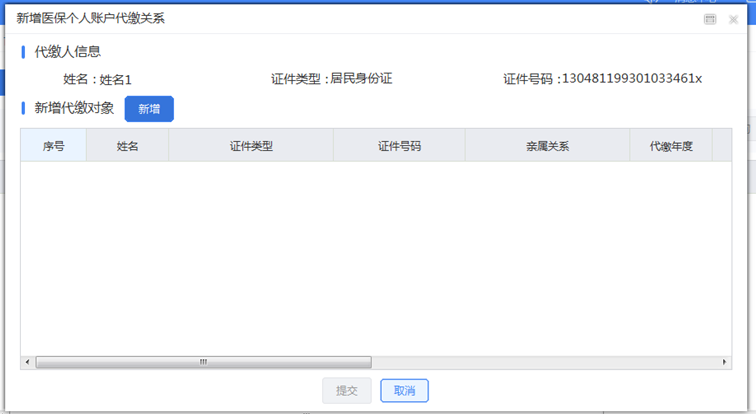 新增医保个人账户代缴关系
代缴人信息
姓名：姓名1 证件类型：居民身份证 证件号码：130481199301033461x
新增代缴对象 新增
序号 姓名 证件类型 证件号码 亲属关系 代缴年度
提交 取消